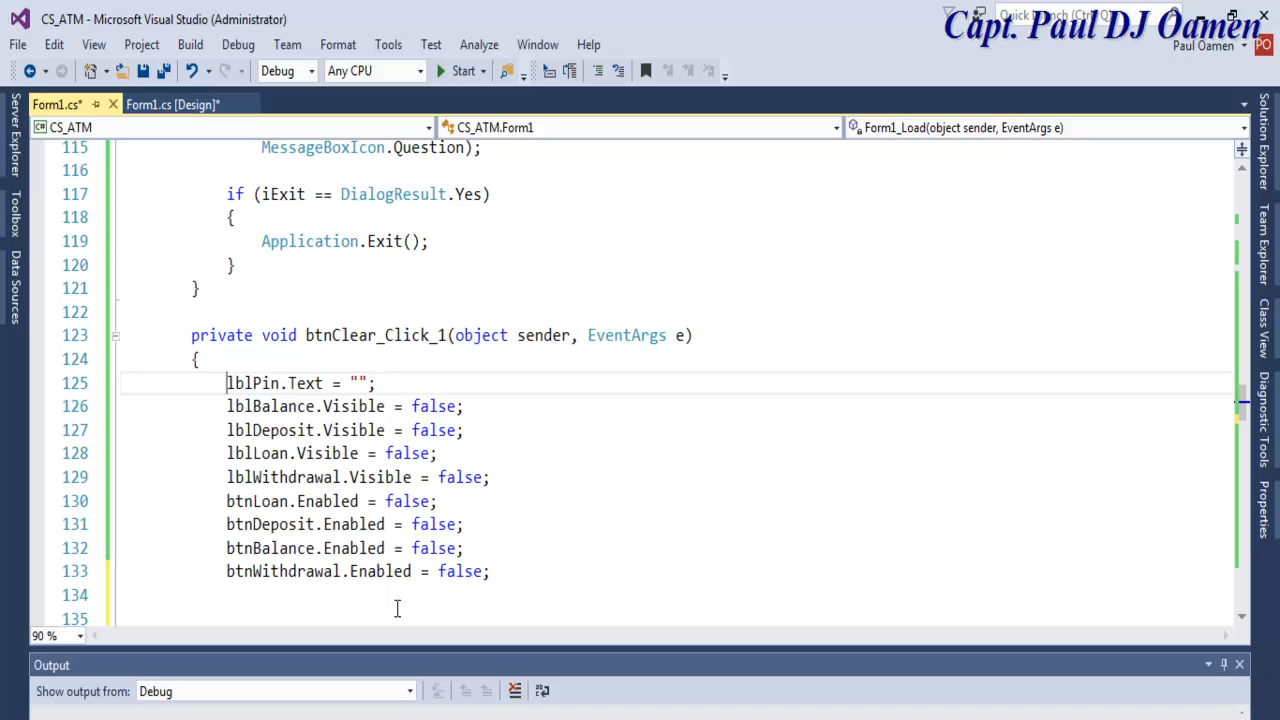 CS_ATM - Microsoft Visual Studio (Administrator)
Quick Launch (Ctrl+Q)
Capt. Paul DJ Oamen
File Edit View Project Build Debug Team Format Tools Test Analyze Window Help
Paul Oamen PO
Debug Any CPU Start
Form1.cs* Form1.cs [Design]*
CS_ATM CS_ATM.Form1 Form1_Load(object sender, EventArgs e)
Server Explorer
Toolbox
Data Sources
115 MessageBoxIcon.Question);
116
117 if (iExit == DialogResult.Yes)
118 {
119 Application.Exit();
120 }
121 }
122
123 private void btnClear_Click_1(object sender, EventArgs e)
124 {
125 lblPin.Text = "";
126 lblBalance.Visible = false;
127 lblDeposit.Visible = false;
128 lblLoan.Visible = false;
129 lblWithdrawal.Visible = false;
130 btnLoan.Enabled = false;
131 btnDeposit.Enabled = false;
132 btnBalance.Enabled = false;
133 btnWithdrawal.Enabled = false;
134
135
Solution Explorer
Team Explorer
Class View
Diagnostic Tools
Properties
90 %
Output
Show output from: Debug